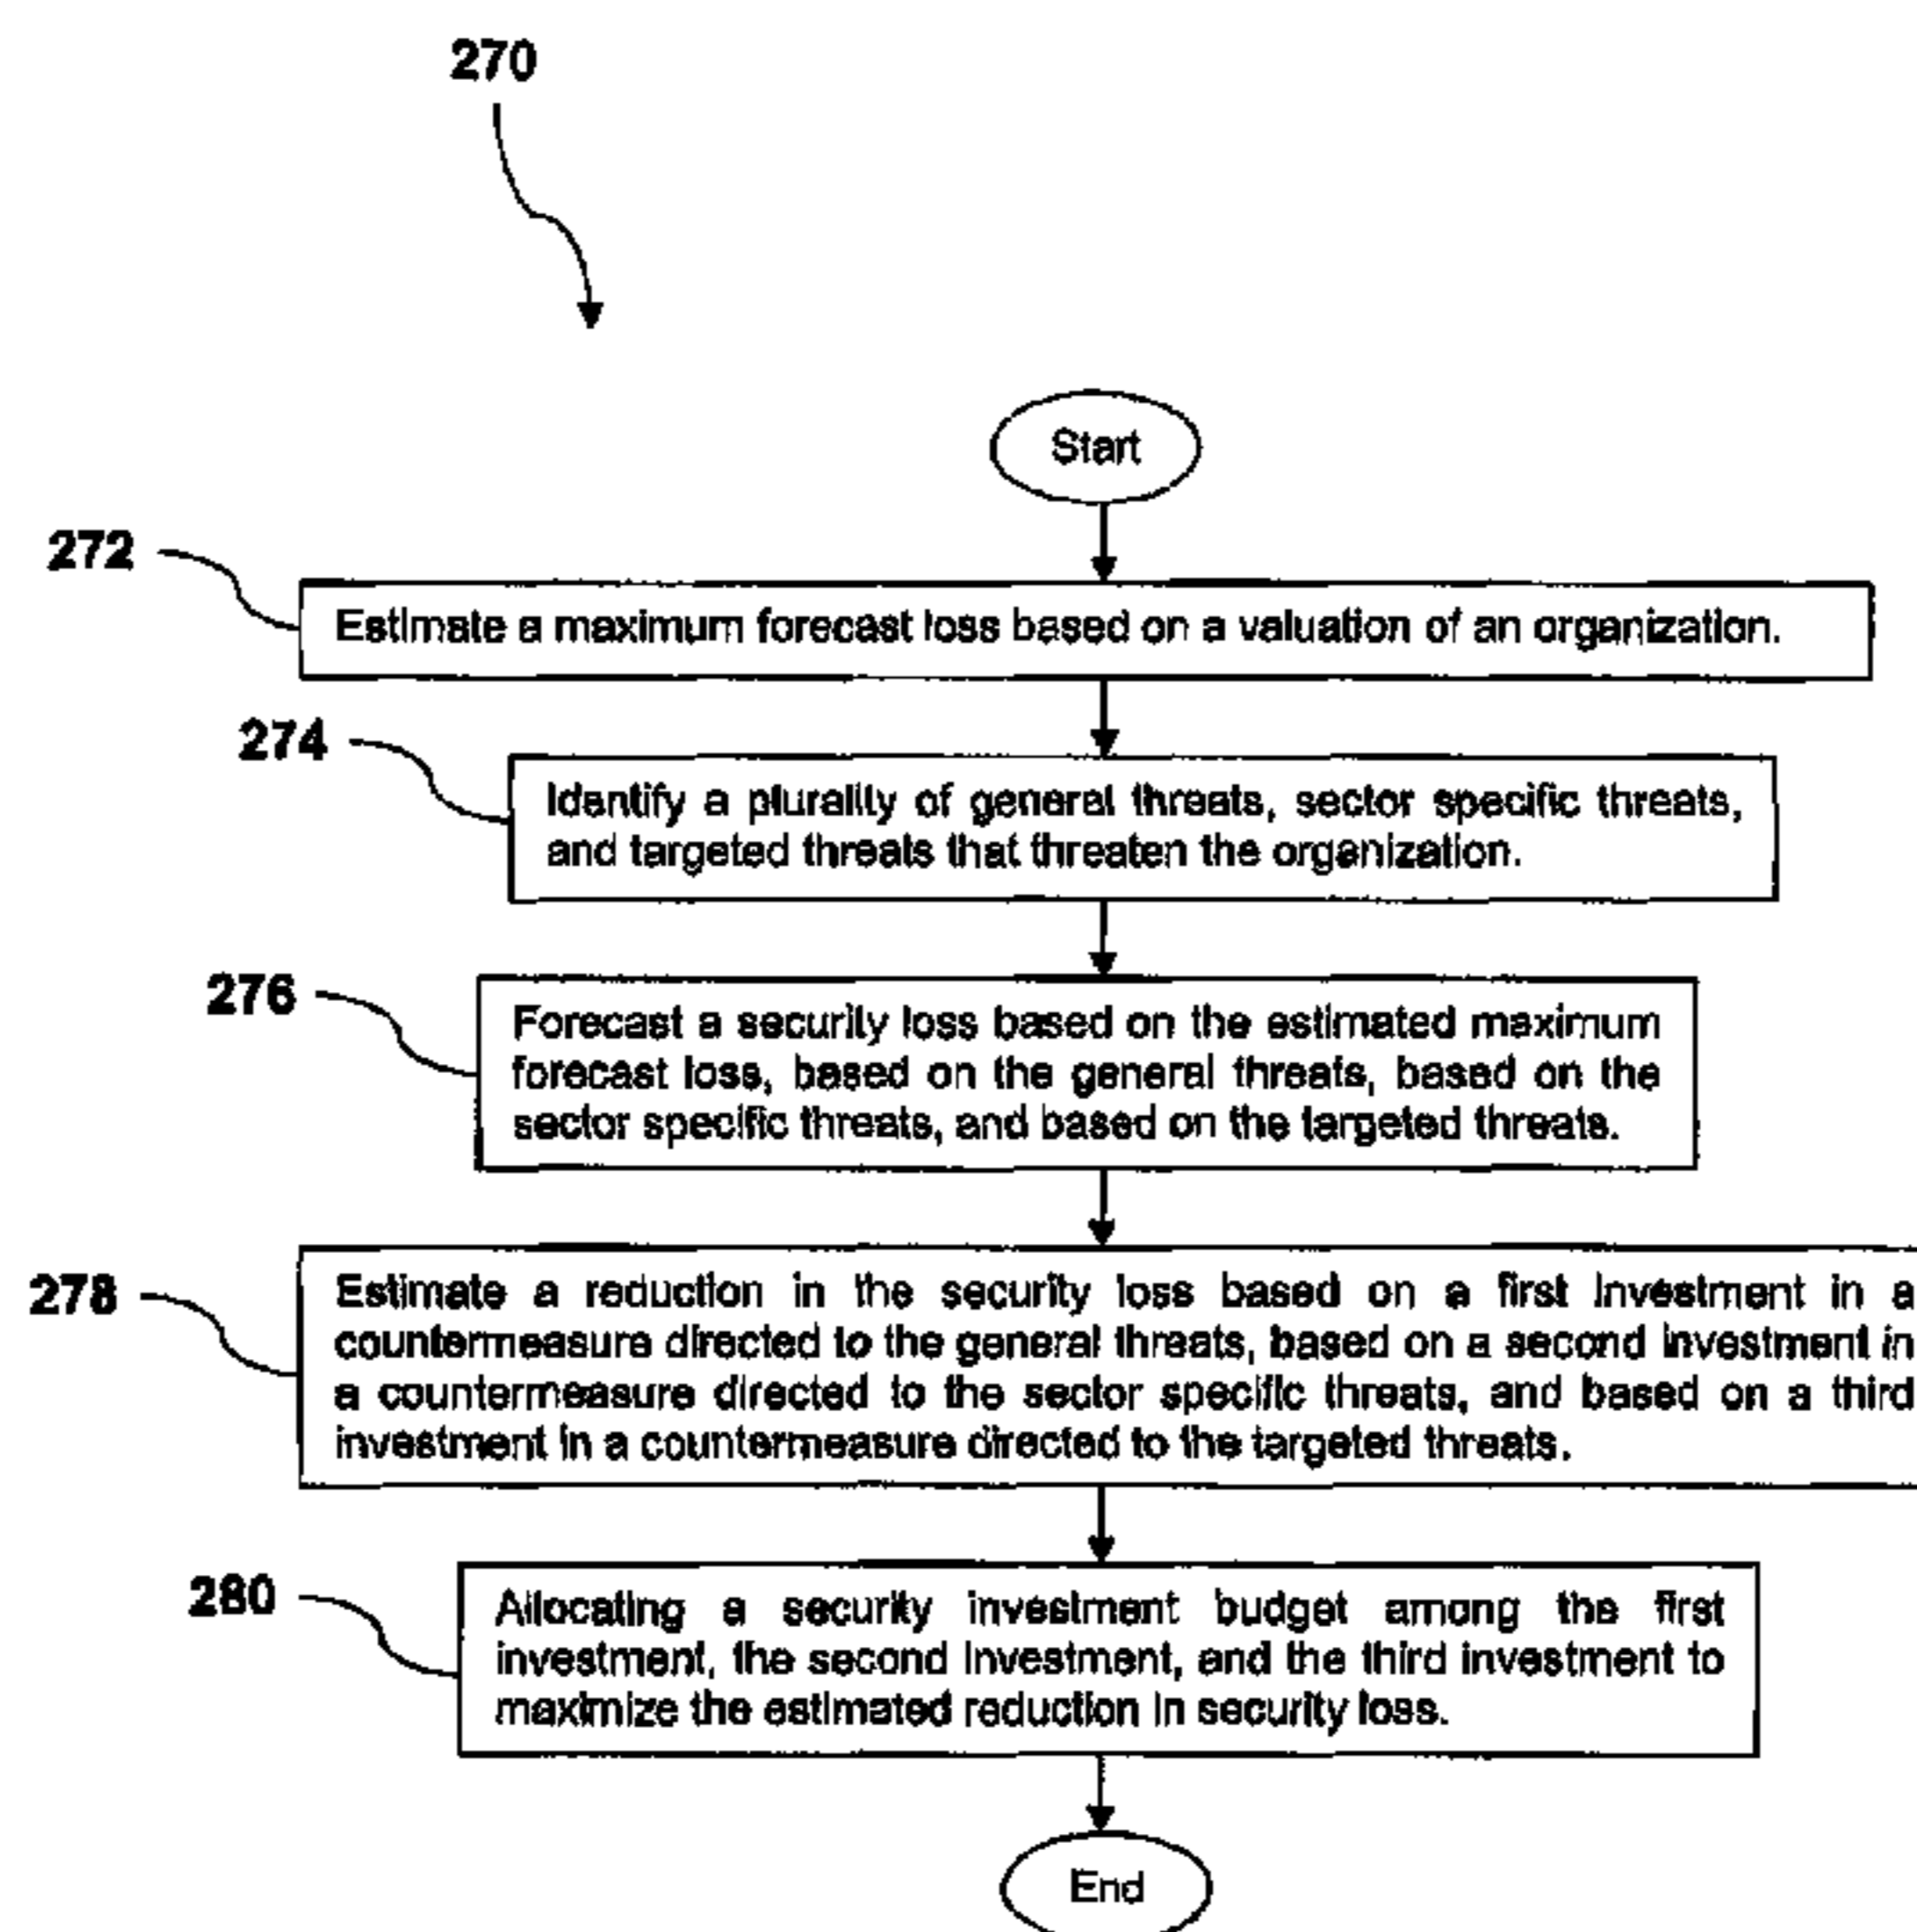 270
Start
272
Estimate a maximum forecast loss based on a valuation of an organization.
274
Identify a plurality of general threats, sector specific threats,
and targeted threats that threaten the organization.
276
Forecast a security loss based on the estimated maximum
forecast loss, based on the general threats, based on the
sector specific threats, and based on the targeted threats.
278
Estimate a reduction in the security loss based on a first investment in a
countermeasure directed to the general threats, based on a second investment in
a countermeasure directed to the sector specific threats, and based on a third
investment in a countermeasure directed to the targeted threats.
280
Allocating a security investment budget among the first
investment, the second investment, and the third investment to
maximize the estimated reduction in security loss.
End